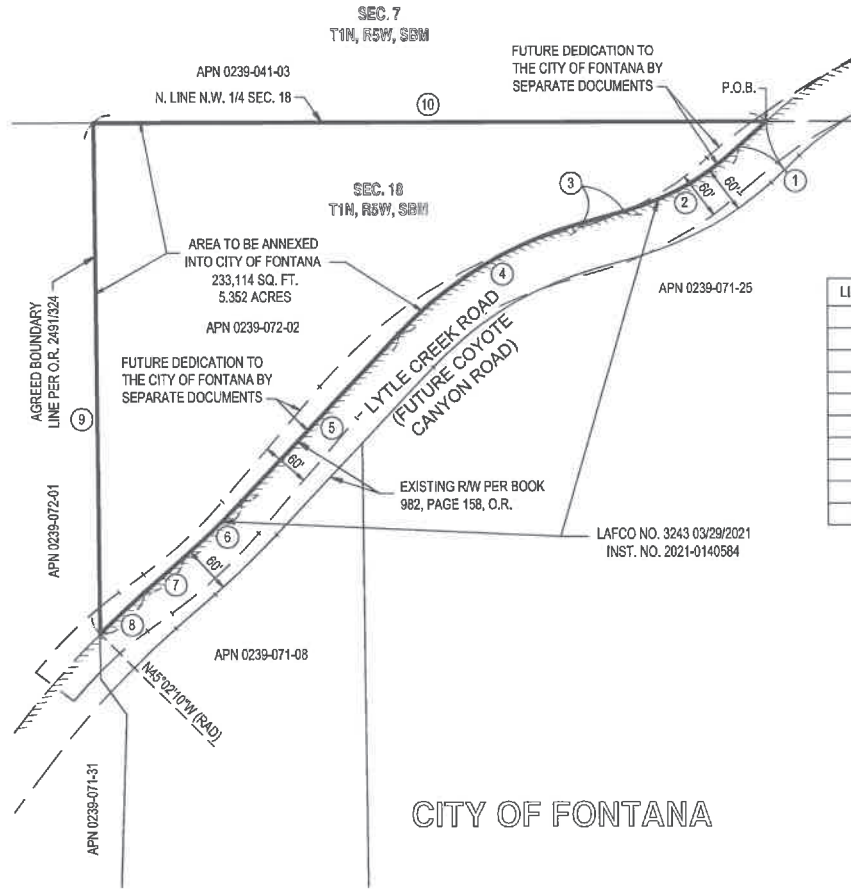 SEC. 7
T1N, R5W, SBM
APN 0239-041-03
N. LINE N.W. 1/4 SEC. 18
10
FUTURE DEDICATION TO
THE CITY OF FONTANA BY
SEPARATE DOCUMENTS
P.O.B.
1
60'
60'
2
3
SEC. 18
T1N, R5W, SBM
4
AREA TO BE ANNEXED
INTO CITY OF FONTANA
233,114 SQ. FT.
5.352 ACRES
APN 0239-072-02
APN 0239-071-25
LI
AGREED BOUNDARY
LINE PER O.R. 2491/324
9
FUTURE DEDICATION TO
THE CITY OF FONTANA BY
SEPARATE DOCUMENTS
LYTLE CREEK ROAD
(FUTURE COYOTE
CANYON ROAD)
5
60'
EXISTING R/W PER BOOK
982, PAGE 158, O.R.
6
LAFCO NO. 3243 03/29/2021
INST. NO. 2021-0140584
APN 0239-072-01
7
60'
8
APN 0239-071-08
N45°02'10"W (RAD)
APN 0239-071-31
CITY OF FONTANA